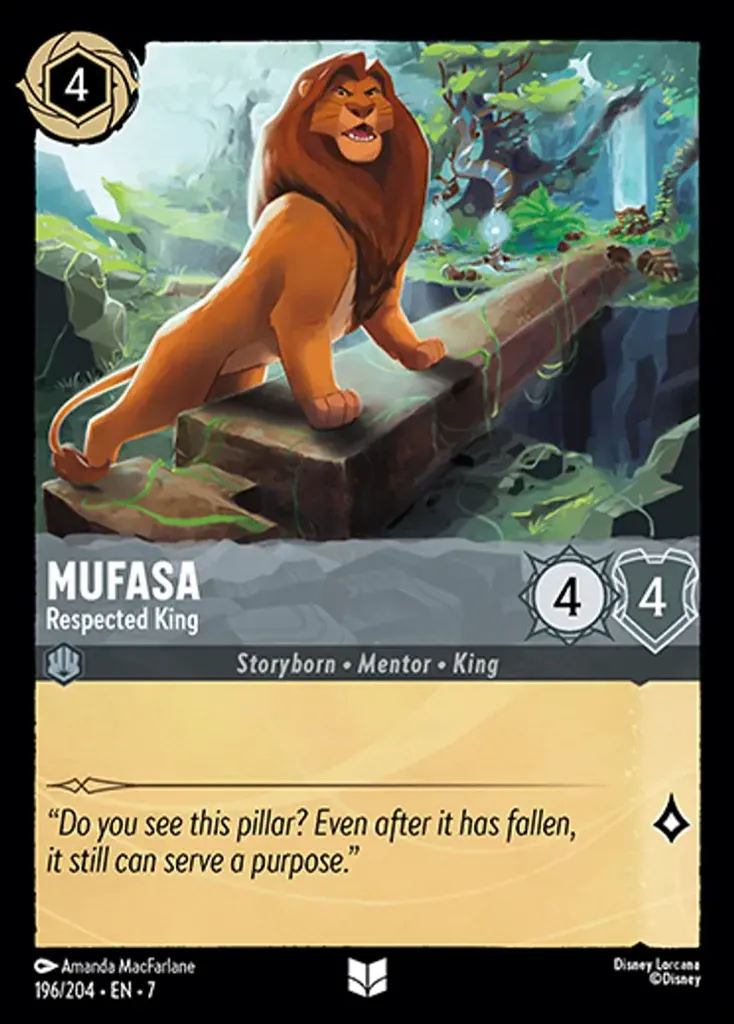 4
MUFASA
Respected King
4 4
Storyborn • Mentor • King
“Do you see this pillar? Even after it has fallen,
it still can serve a purpose.”
Amanda MacFarlane
196/204 • EN • 7
Disney Lorcana
©Disney